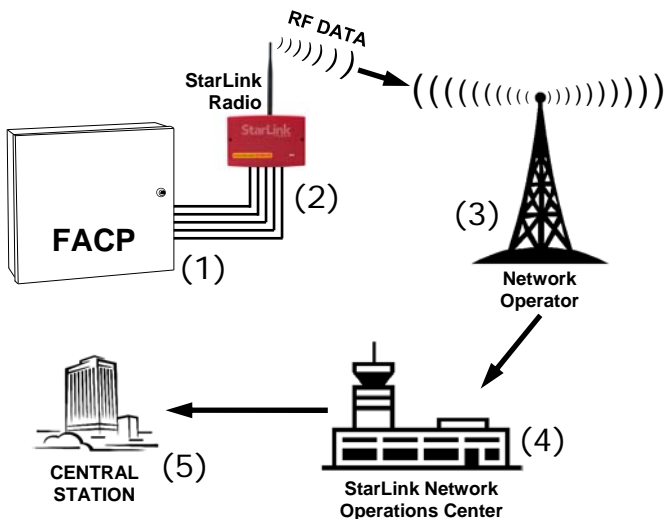 RF DATA
StarLink
Radio
StarLink
(2)
FACP
(1)
(3)
Network
Operator
(4)
StarLink Network
Operations Center
(5)
CENTRAL
STATION